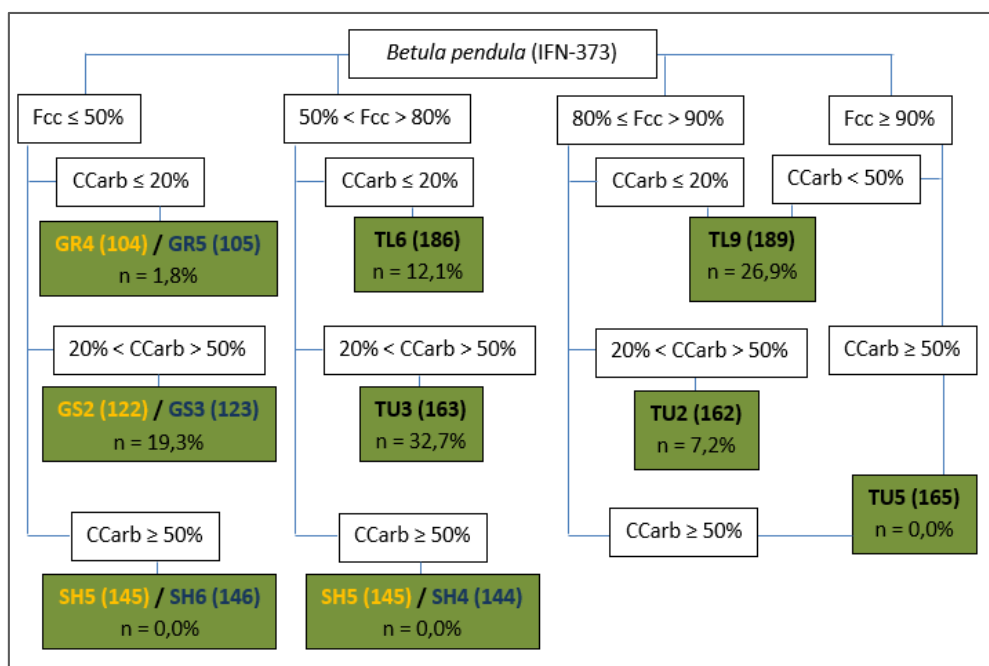 Betula pendula (IFN-373)
Fcc ≤ 50%
CCarb ≤ 20%
GR4 (104) / GR5 (105)
n = 1,8%
20% < CCarb > 50%
GS2 (122) / GS3 (123)
n = 19,3%
CCarb ≥ 50%
SH5 (145) / SH6 (146)
n = 0,0%
50% < Fcc > 80%
CCarb ≤ 20%
TL6 (186)
n = 12,1%
20% < CCarb > 50%
TU3 (163)
n = 32,7%
CCarb ≥ 50%
SH5 (145) / SH4 (144)
n = 0,0%
80% ≤ Fcc > 90%
CCarb ≤ 20%
TL9 (189)
n = 26,9%
20% < CCarb > 50%
TU2 (162)
n = 7,2%
CCarb ≥ 50%
Fcc ≥ 90%
CCarb < 50%
CCarb ≥ 50%
TU5 (165)
n = 0,0%